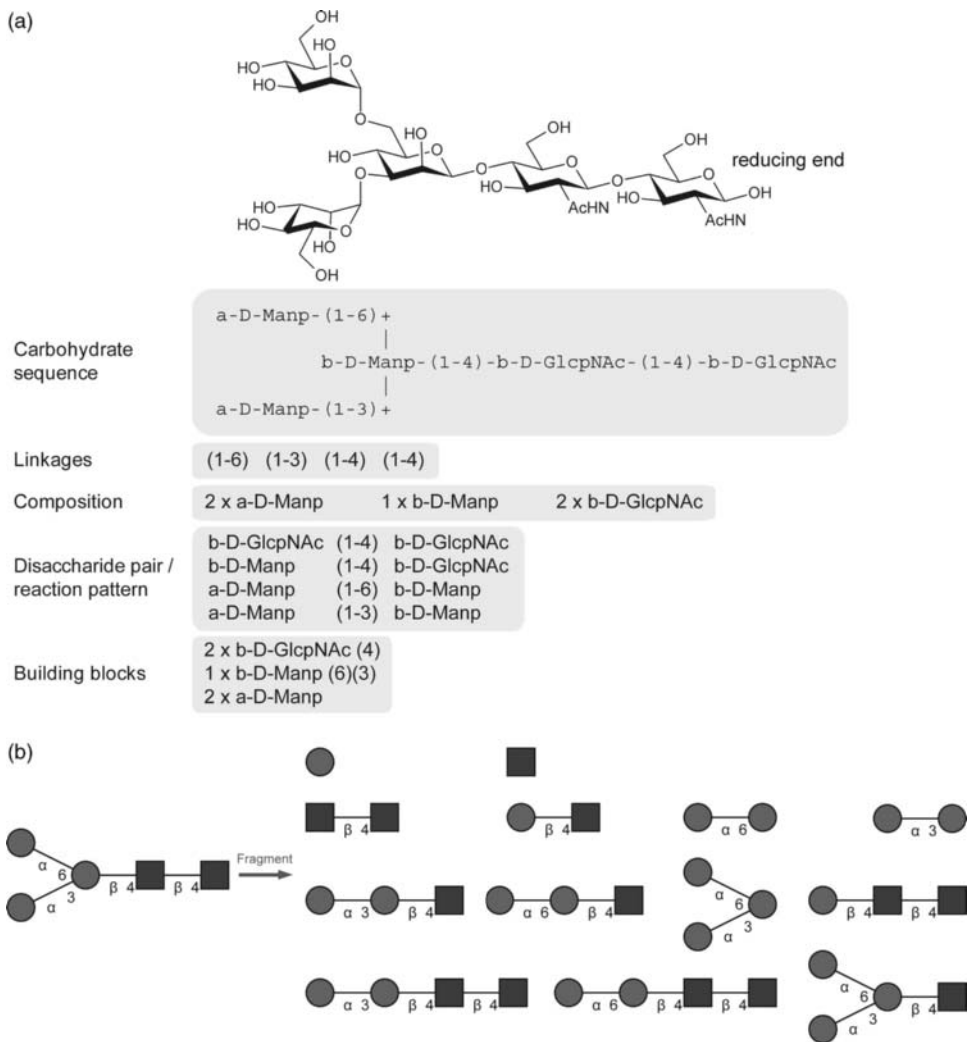 (a)
OH
HO
OH
HO
HO
O
O
OH
HO
O
O
HO
O
O
HO
OH
AcHN
O
O
HO
OH
AcHN
O
OH
reducing end
HO
HO
HO
O
OH
Carbohydrate sequence
a-D-Manp-(1-6)+
|
b-D-Manp-(1-4)-b-D-GlcpNAc-(1-4)-b-D-GlcpNAc
|
a-D-Manp-(1-3)+
Linkages
(1-6) (1-3) (1-4) (1-4)
Composition
2 x a-D-Manp 1 x b-D-Manp 2 x b-D-GlcpNAc
Disaccharide pair /
reaction pattern
b-D-GlcpNAc (1-4) b-D-GlcpNAc
b-D-Manp (1-4) b-D-GlcpNAc
a-D-Manp (1-6) b-D-Manp
a-D-Manp (1-3) b-D-Manp
Building blocks
2 x b-D-GlcpNAc (4)
1 x b-D-Manp (6)(3)
2 x a-D-Manp
(b)
α
6
3
α
β 4
β 4
Fragment
β 4
β 4
α 6
α 3
α 3 β 4
α 6 β 4
α
6
3
α
β 4 β 4
α 3 β 4 β 4
α 6 β 4 β 4
α
6
3
α
β 4